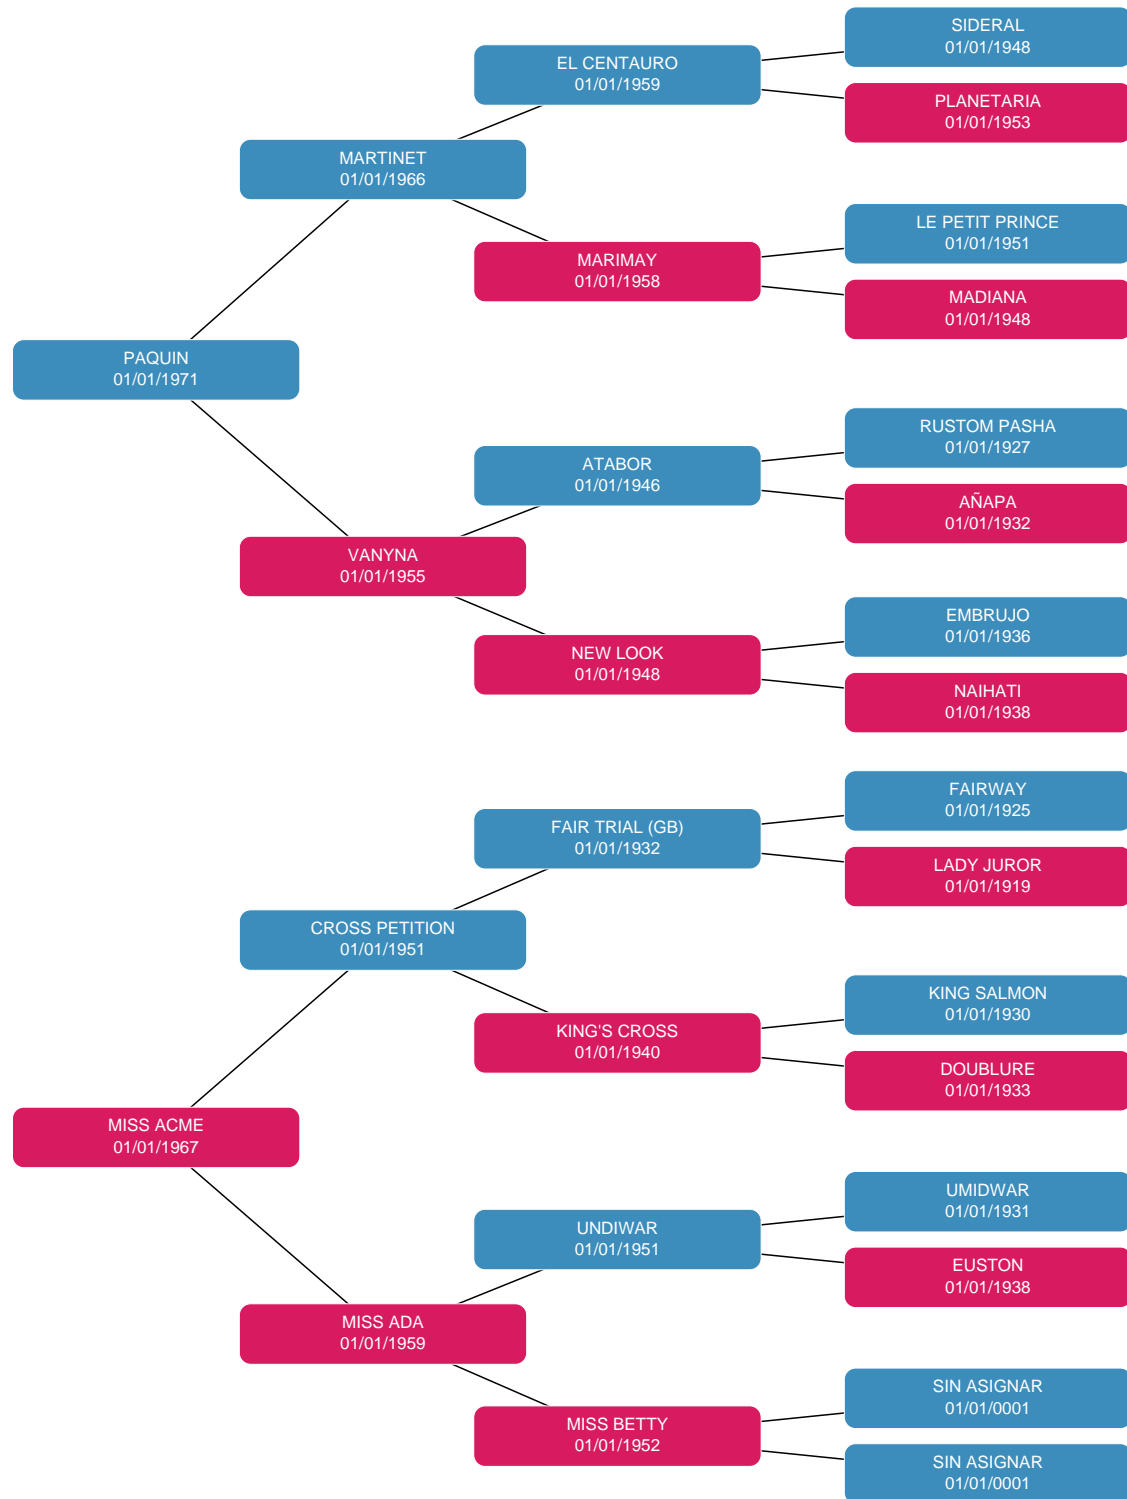 SIDERAL
01/01/1948
EL CENTAURO
01/01/1959
PLANETARIA
01/01/1953
MARTINET
01/01/1966
LE PETIT PRINCE
01/01/1951
MARIMAY
01/01/1958
MADIANA
01/01/1948
PAQUIN
01/01/1971
RUSTOM PASHA
01/01/1927
ATABOR
01/01/1946
AÑAPA
01/01/1932
VANYNA
01/01/1955
EMBRUJO
01/01/1936
NEW LOOK
01/01/1948
NAIHATI
01/01/1938
FAIRWAY
01/01/1925
FAIR TRIAL (GB)
01/01/1932
LADY JUROR
01/01/1919
CROSS PETITION
01/01/1951
KING SALMON
01/01/1930
KING'S CROSS
01/01/1940
DOUBLURE
01/01/1933
MISS ACME
01/01/1967
UMIDWAR
01/01/1931
UNDIWAR
01/01/1951
EUSTON
01/01/1938
MISS ADA
01/01/1959
SIN ASIGNAR
01/01/0001
MISS BETTY
01/01/1952
SIN ASIGNAR
01/01/0001